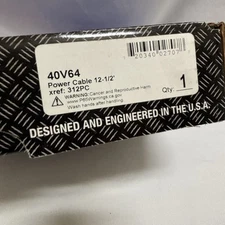 40V64
Power Cable 12-1/2'
Xref: 312PC
WARNING: Cancer and Reproductive Harm
www.P65Warnings.ca.gov
Wash hands after handling.
Qty.
1
DESIGNED AND ENGINEERED IN THE U.S.A.